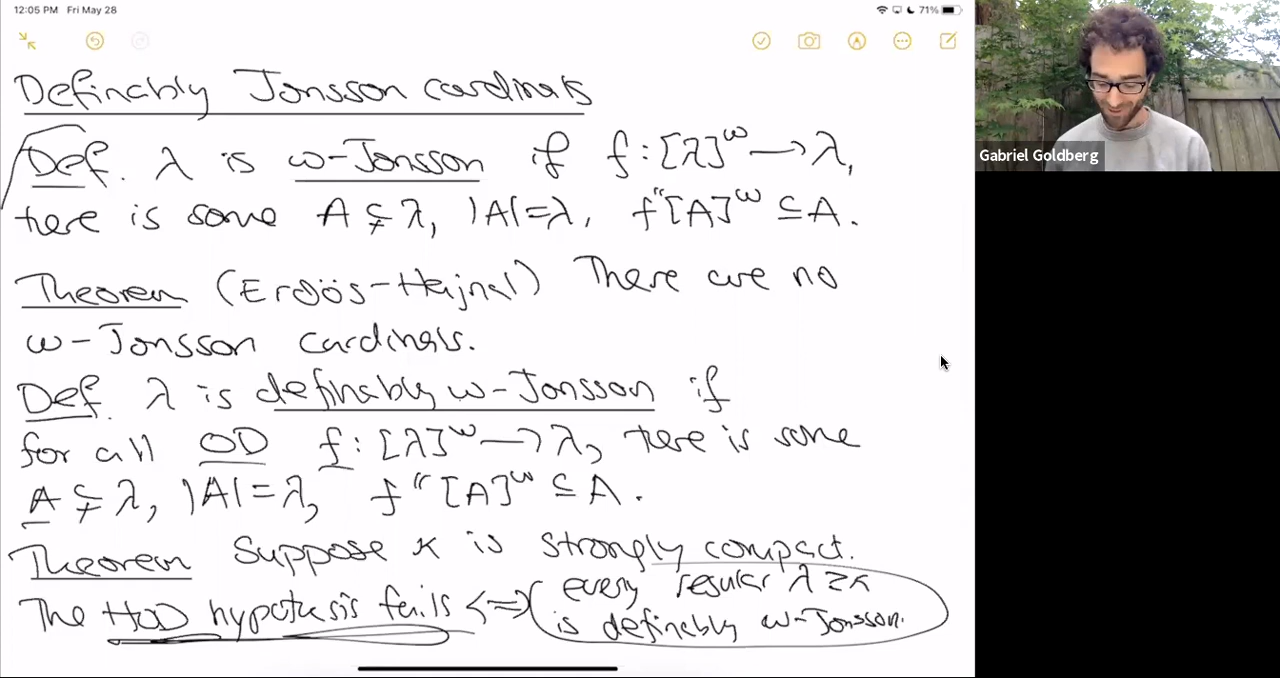 12:05 PM Fri May 28
71%
Definably Jonsson cardinals
Def. λ is ω-Jonsson if f: [λ]^ω → λ,
there is some A ⊊ λ, |A|=λ, f"[A]^ω ⊆ A.
Theorem (Erdös-Hajnal) There are no
ω-Jonsson cardinals.
Def. λ is definably ω-Jonsson if
for all OD f: [λ]^ω → λ, there is some
A ⊊ λ, |A|=λ, f"[A]^ω ⊆ A.
Theorem Suppose κ is strongly compact.
The HOD hypothesis fails <=> every regular λ ≥ κ
is definably ω-Jonsson.
Gabriel Goldberg